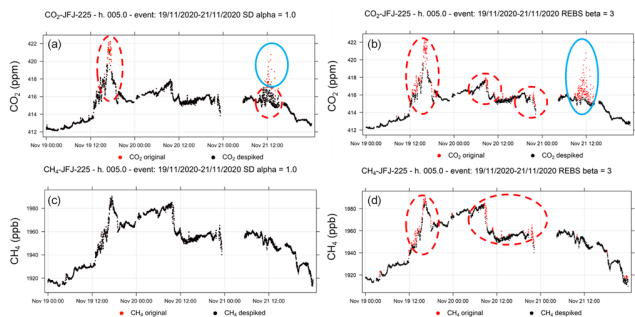 CO₂-JFJ-225 - h. 005.0 - event: 19/11/2020-21/11/2020 SD alpha = 1.0
CO₂-JFJ-225 - h. 005.0 - event: 19/11/2020-21/11/2020 REBS beta = 3
(a)
(b)
CO₂ (ppm)
CO₂ (ppm)
422
420
418
416
414
412
422
420
418
416
414
412
Nov 19 00:00 Nov 19 12:00 Nov 20 00:00 Nov 20 12:00 Nov 21 00:00 Nov 21 12:00
Nov 19 00:00 Nov 19 12:00 Nov 20 00:00 Nov 20 12:00 Nov 21 00:00 Nov 21 12:00
CO₂ original CO₂ despiked
CO₂ original CO₂ despiked
CH₄-JFJ-225 - h. 005.0 - event: 19/11/2020-21/11/2020 SD alpha = 1.0
CH₄-JFJ-225 - h. 005.0 - event: 19/11/2020-21/11/2020 REBS beta = 3
(c)
(d)
CH₄ (ppb)
CH₄ (ppb)
1980
1960
1940
1920
1980
1960
1940
1920
Nov 19 00:00 Nov 19 12:00 Nov 20 00:00 Nov 20 12:00 Nov 21 00:00 Nov 21 12:00
Nov 19 00:00 Nov 19 12:00 Nov 20 00:00 Nov 20 12:00 Nov 21 00:00 Nov 21 12:00
CH₄ original CH₄ despiked
CH₄ original CH₄ despiked